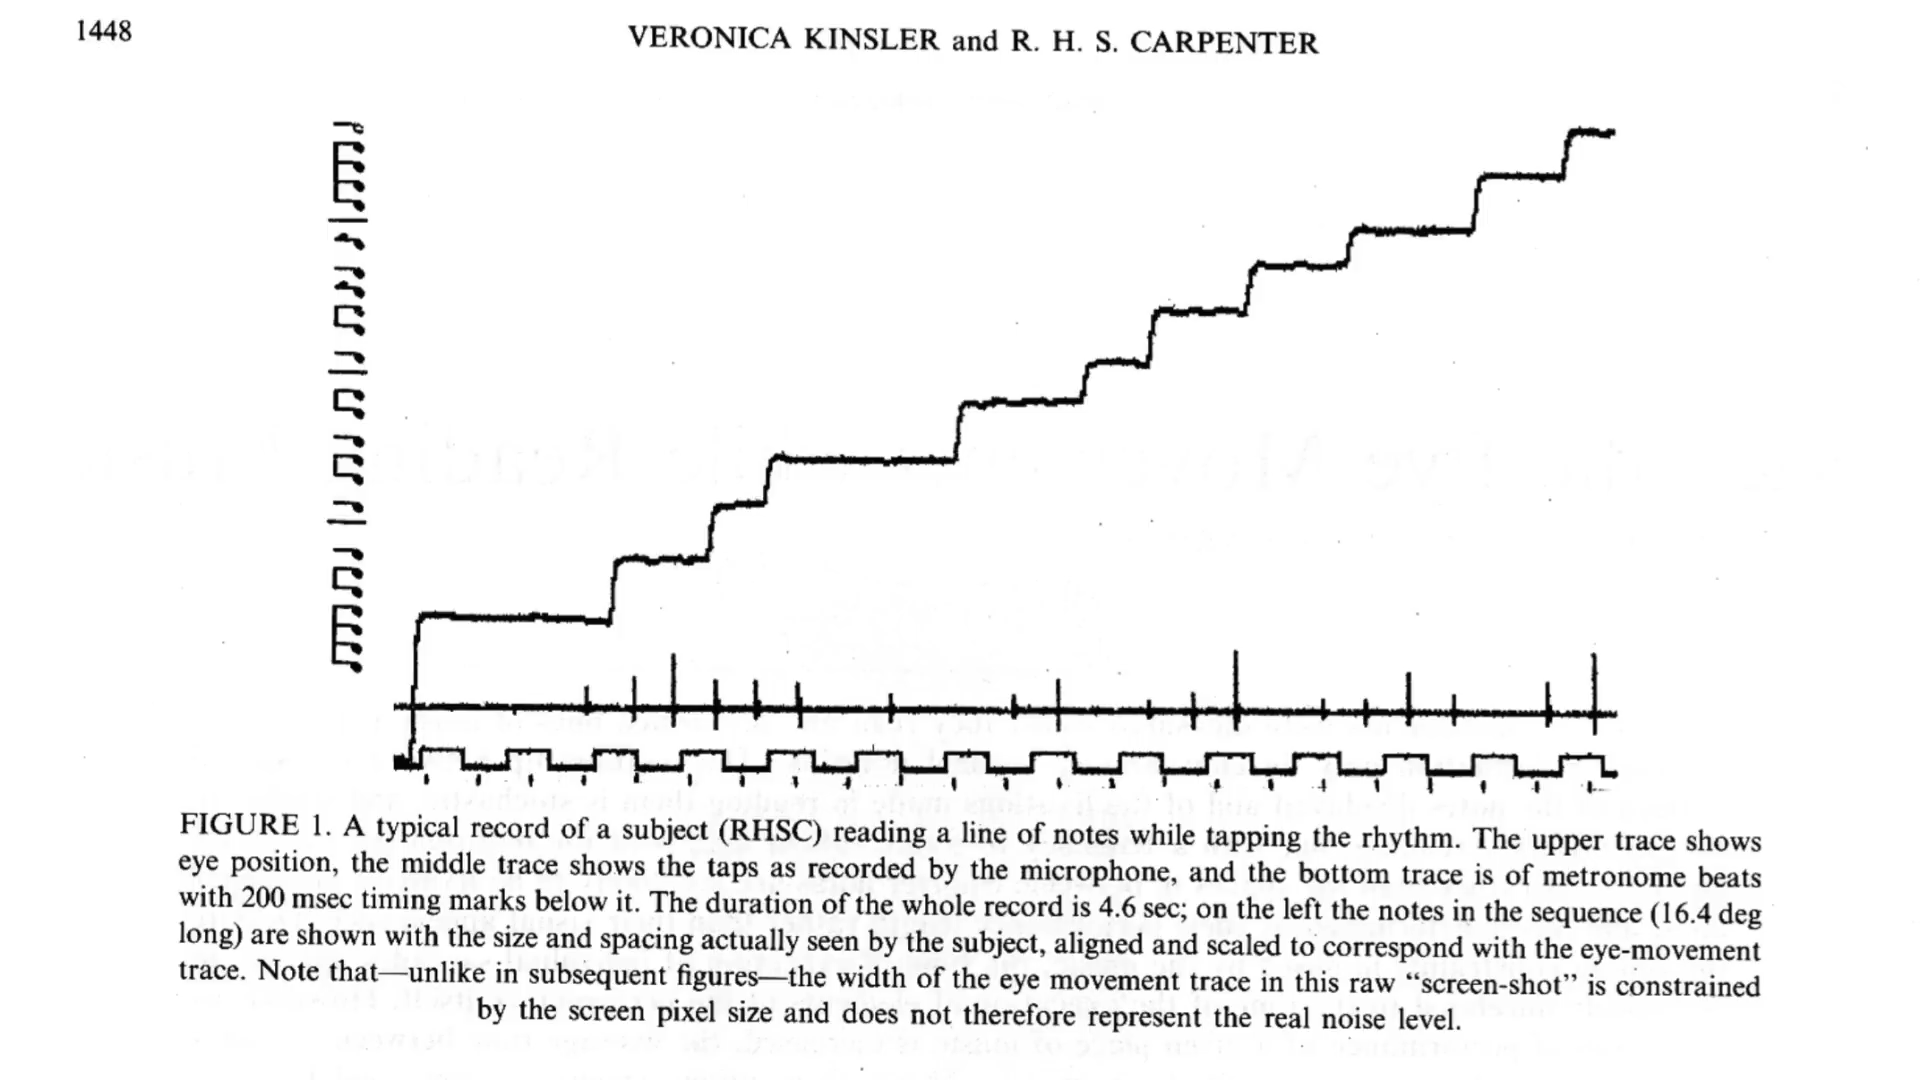 1448
VERONICA KINSLER and R. H. S. CARPENTER
FIGURE 1. A typical record of a subject (RHSC) reading a line of notes while tapping the rhythm. The upper trace shows
eye position, the middle trace shows the taps as recorded by the microphone, and the bottom trace is of metronome beats
with 200 msec timing marks below it. The duration of the whole record is 4.6 sec; on the left the notes in the sequence (16.4 deg
long) are shown with the size and spacing actually seen by the subject, aligned and scaled to correspond with the eye-movement
trace. Note that—unlike in subsequent figures—the width of the eye movement trace in this raw “screen-shot” is constrained
by the screen pixel size and does not therefore represent the real noise level.